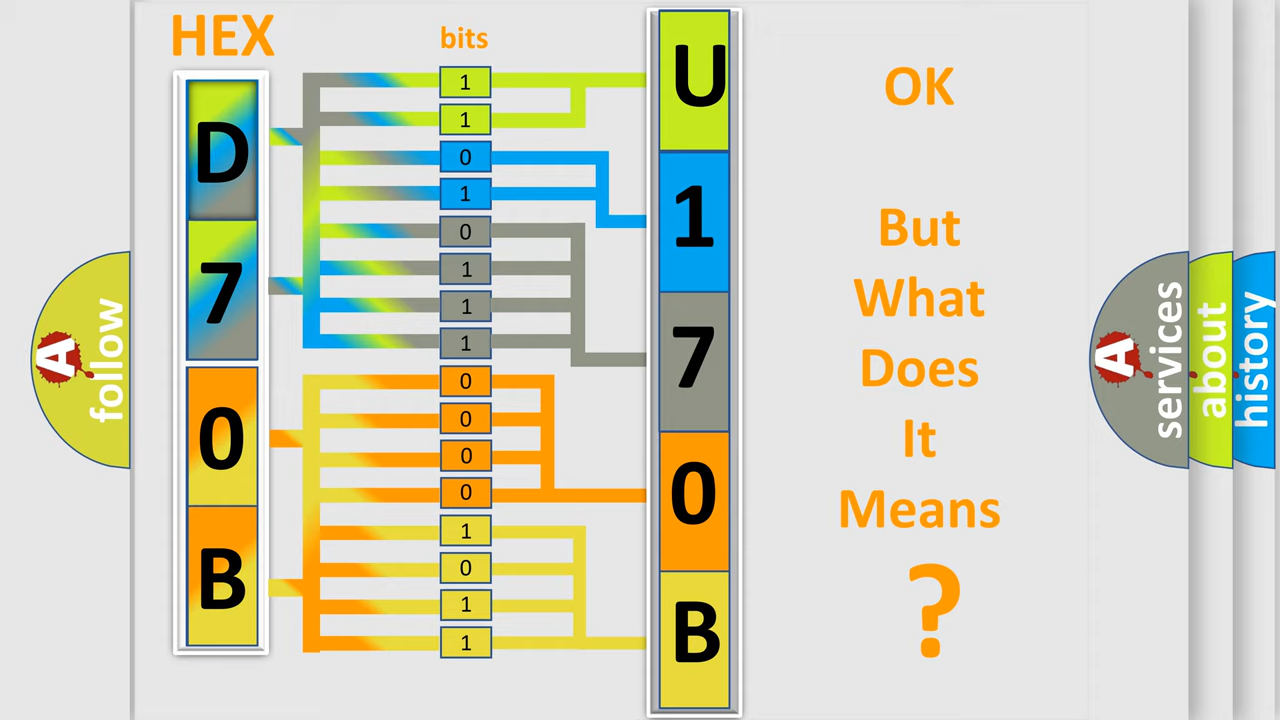 HEX
bits
D
7
0
B
1
1
0
1
0
1
1
1
0
0
0
0
1
0
1
1
U
1
7
0
B
OK
But
What
Does
It
Means
?
A
follow
A
services
about
history